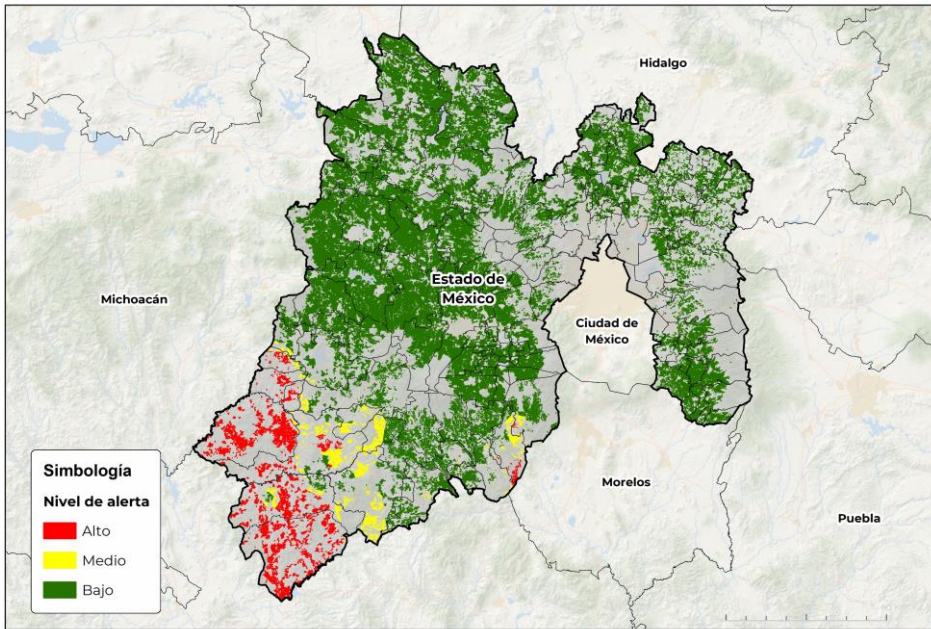 Hidalgo
Michoacán
Estado de
México
Ciudad de
México
Morelos
Puebla
Simbología
Nivel de alerta
Alto
Medio
Bajo